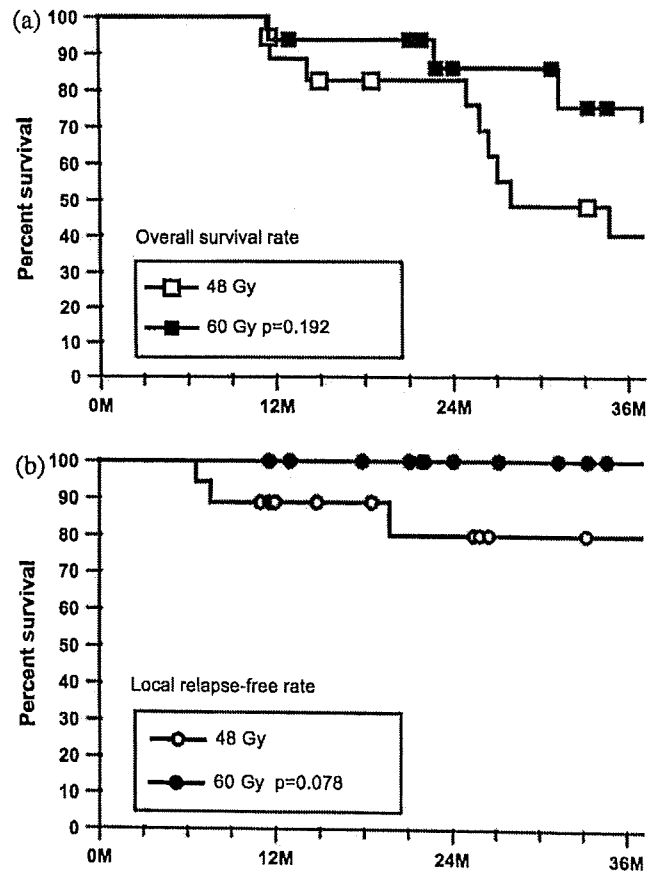 (a)
Percent survival
100
90
80
70
60
50
40
30
20
10
0
Overall survival rate
48 Gy
60 Gy p=0.192
0M 12M 24M 36M
(b)
Percent survival
100
90
80
70
60
50
40
30
20
10
0
Local relapse-free rate
48 Gy
60 Gy p=0.078
0M 12M 24M 36M